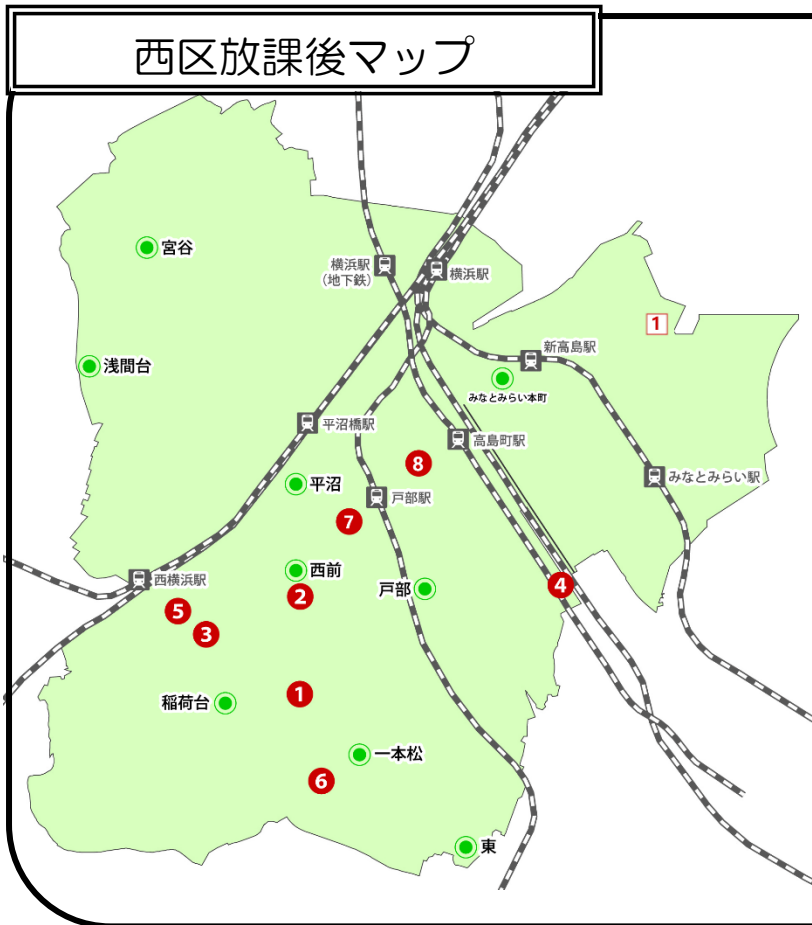 西区放課後マップ
宮谷
横浜駅
(地下鉄)
横浜駅
1
新高島駅
浅間台
みなとみらい本町
平沼橋駅
高島町駅
8
みなとみらい駅
平沼
戸部駅
7
西前
西横浜駅
戸部
4
2
5
3
1
稲荷台
一本松
6
東